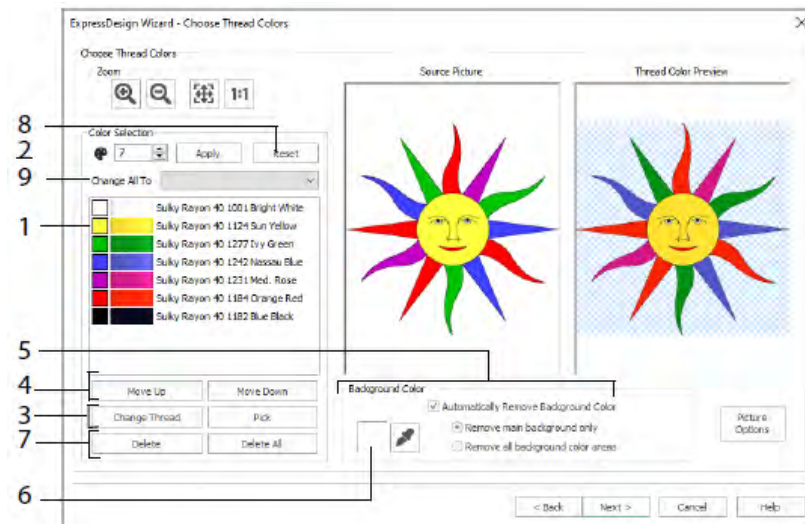 ExpressDesign Wizard - Choose Thread Colors
Choose Thread Colors
Zoom
1:1
Source Picture
Thread Color Preview
8
Color Selection
2
7
Apply
Reset
9
Change All To
1
Sulky Rayon 40 1001 Bright White
Sulky Rayon 40 1124 Sun Yellow
Sulky Rayon 40 1277 Ivy Green
Sulky Rayon 40 1242 Nassau Blue
Sulky Rayon 40 1231 Med. Rose
Sulky Rayon 40 1184 Orange Red
Sulky Rayon 40 1182 Blue Black
5
4
Move Up
Move Down
3
Change Thread
Pick
7
Delete
Delete All
Background Color
Automatically Remove Background Color
Remove main background only
Remove all background color areas
Picture
Options
6
< Back
Next >
Cancel
Help